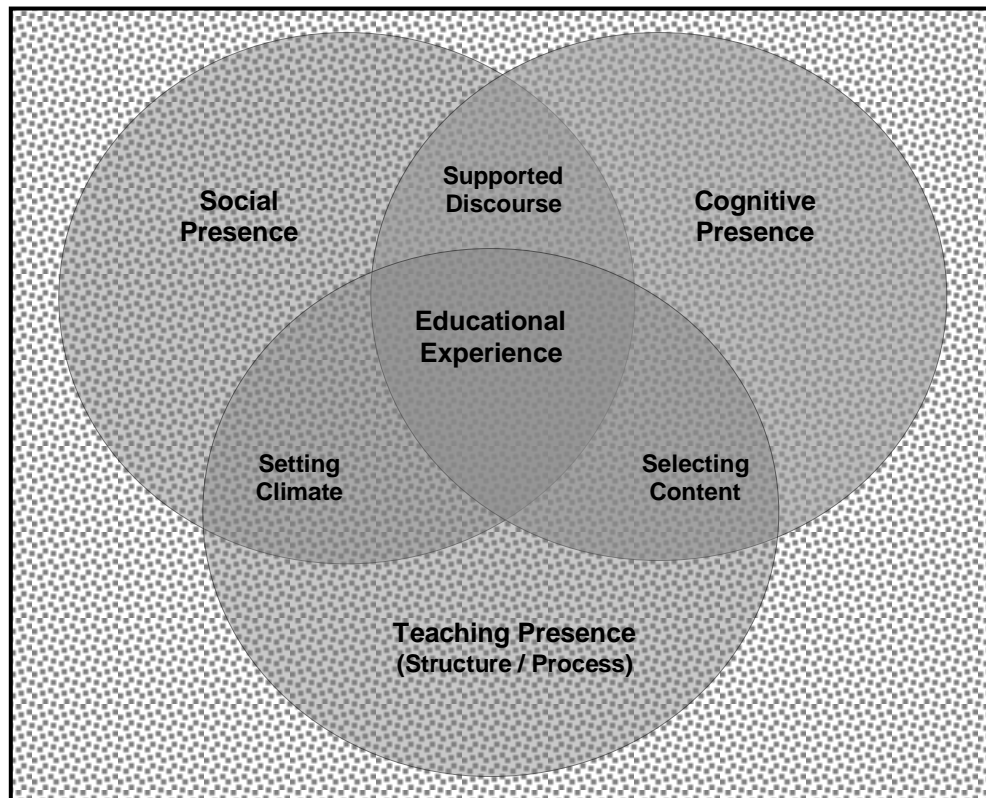 Social
Presence
Supported
Discourse
Cognitive
Presence
Educational
Experience
Setting
Climate
Selecting
Content
Teaching Presence
(Structure / Process)